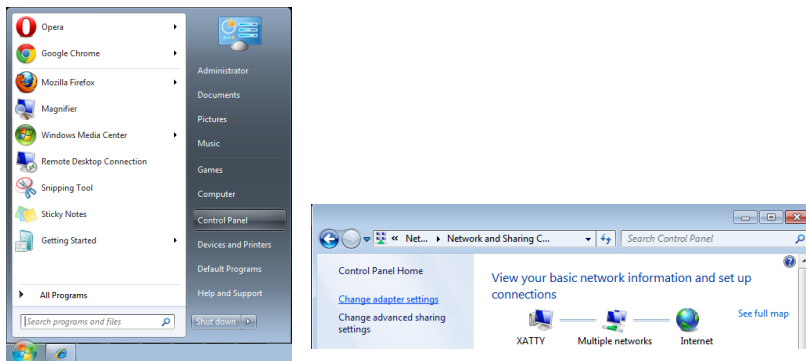 Opera
Google Chrome
Mozilla Firefox
Magnifier
Windows Media Center
Remote Desktop Connection
Snipping Tool
Sticky Notes
Getting Started
All Programs
Search programs and files
Administrator
Documents
Pictures
Music
Games
Computer
Control Panel
Devices and Printers
Default Programs
Help and Support
Shut down
« Net... Network and Sharing C...
Search Control Panel
Control Panel Home
Change adapter settings
Change advanced sharing
settings
View your basic network information and set up
connections
See full map
XATTY Multiple networks Internet